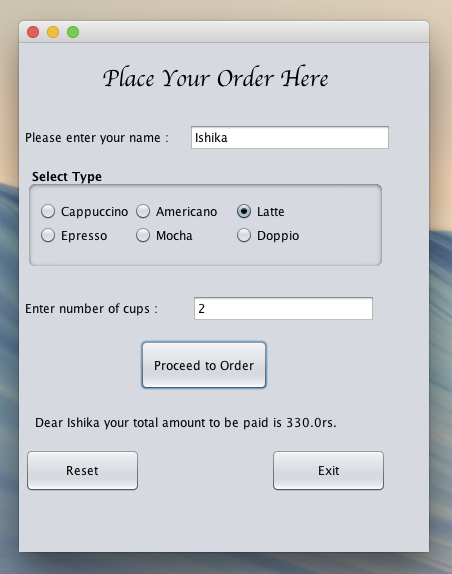 Place Your Order Here
Please enter your name : Ishika
Select Type
Cappuccino Americano Latte
Epresso Mocha Doppio
Enter number of cups : 2
Proceed to Order
Dear Ishika your total amount to be paid is 330.0rs.
Reset Exit